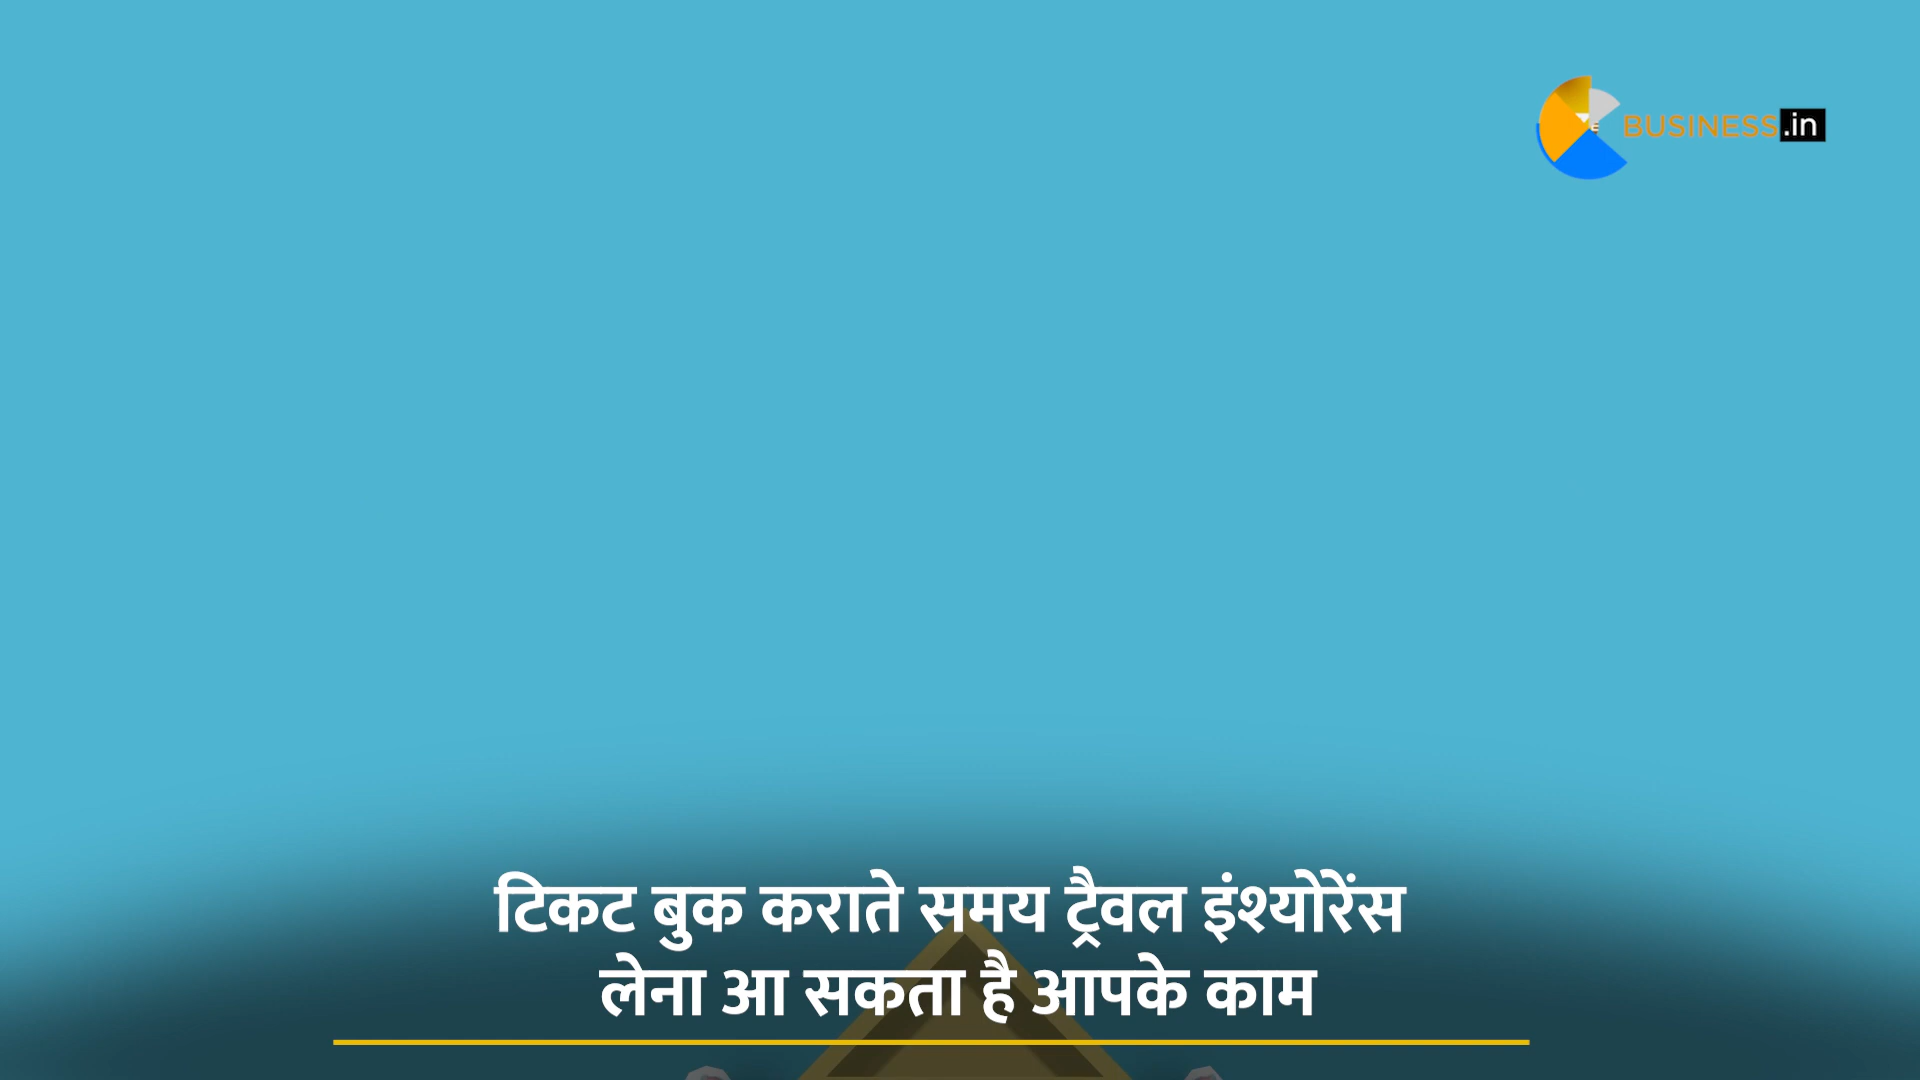 BUSINESS.in
टिकट बुक कराते समय ट्रैवल इंश्योरेंस
लेना आ सकता है आपके काम